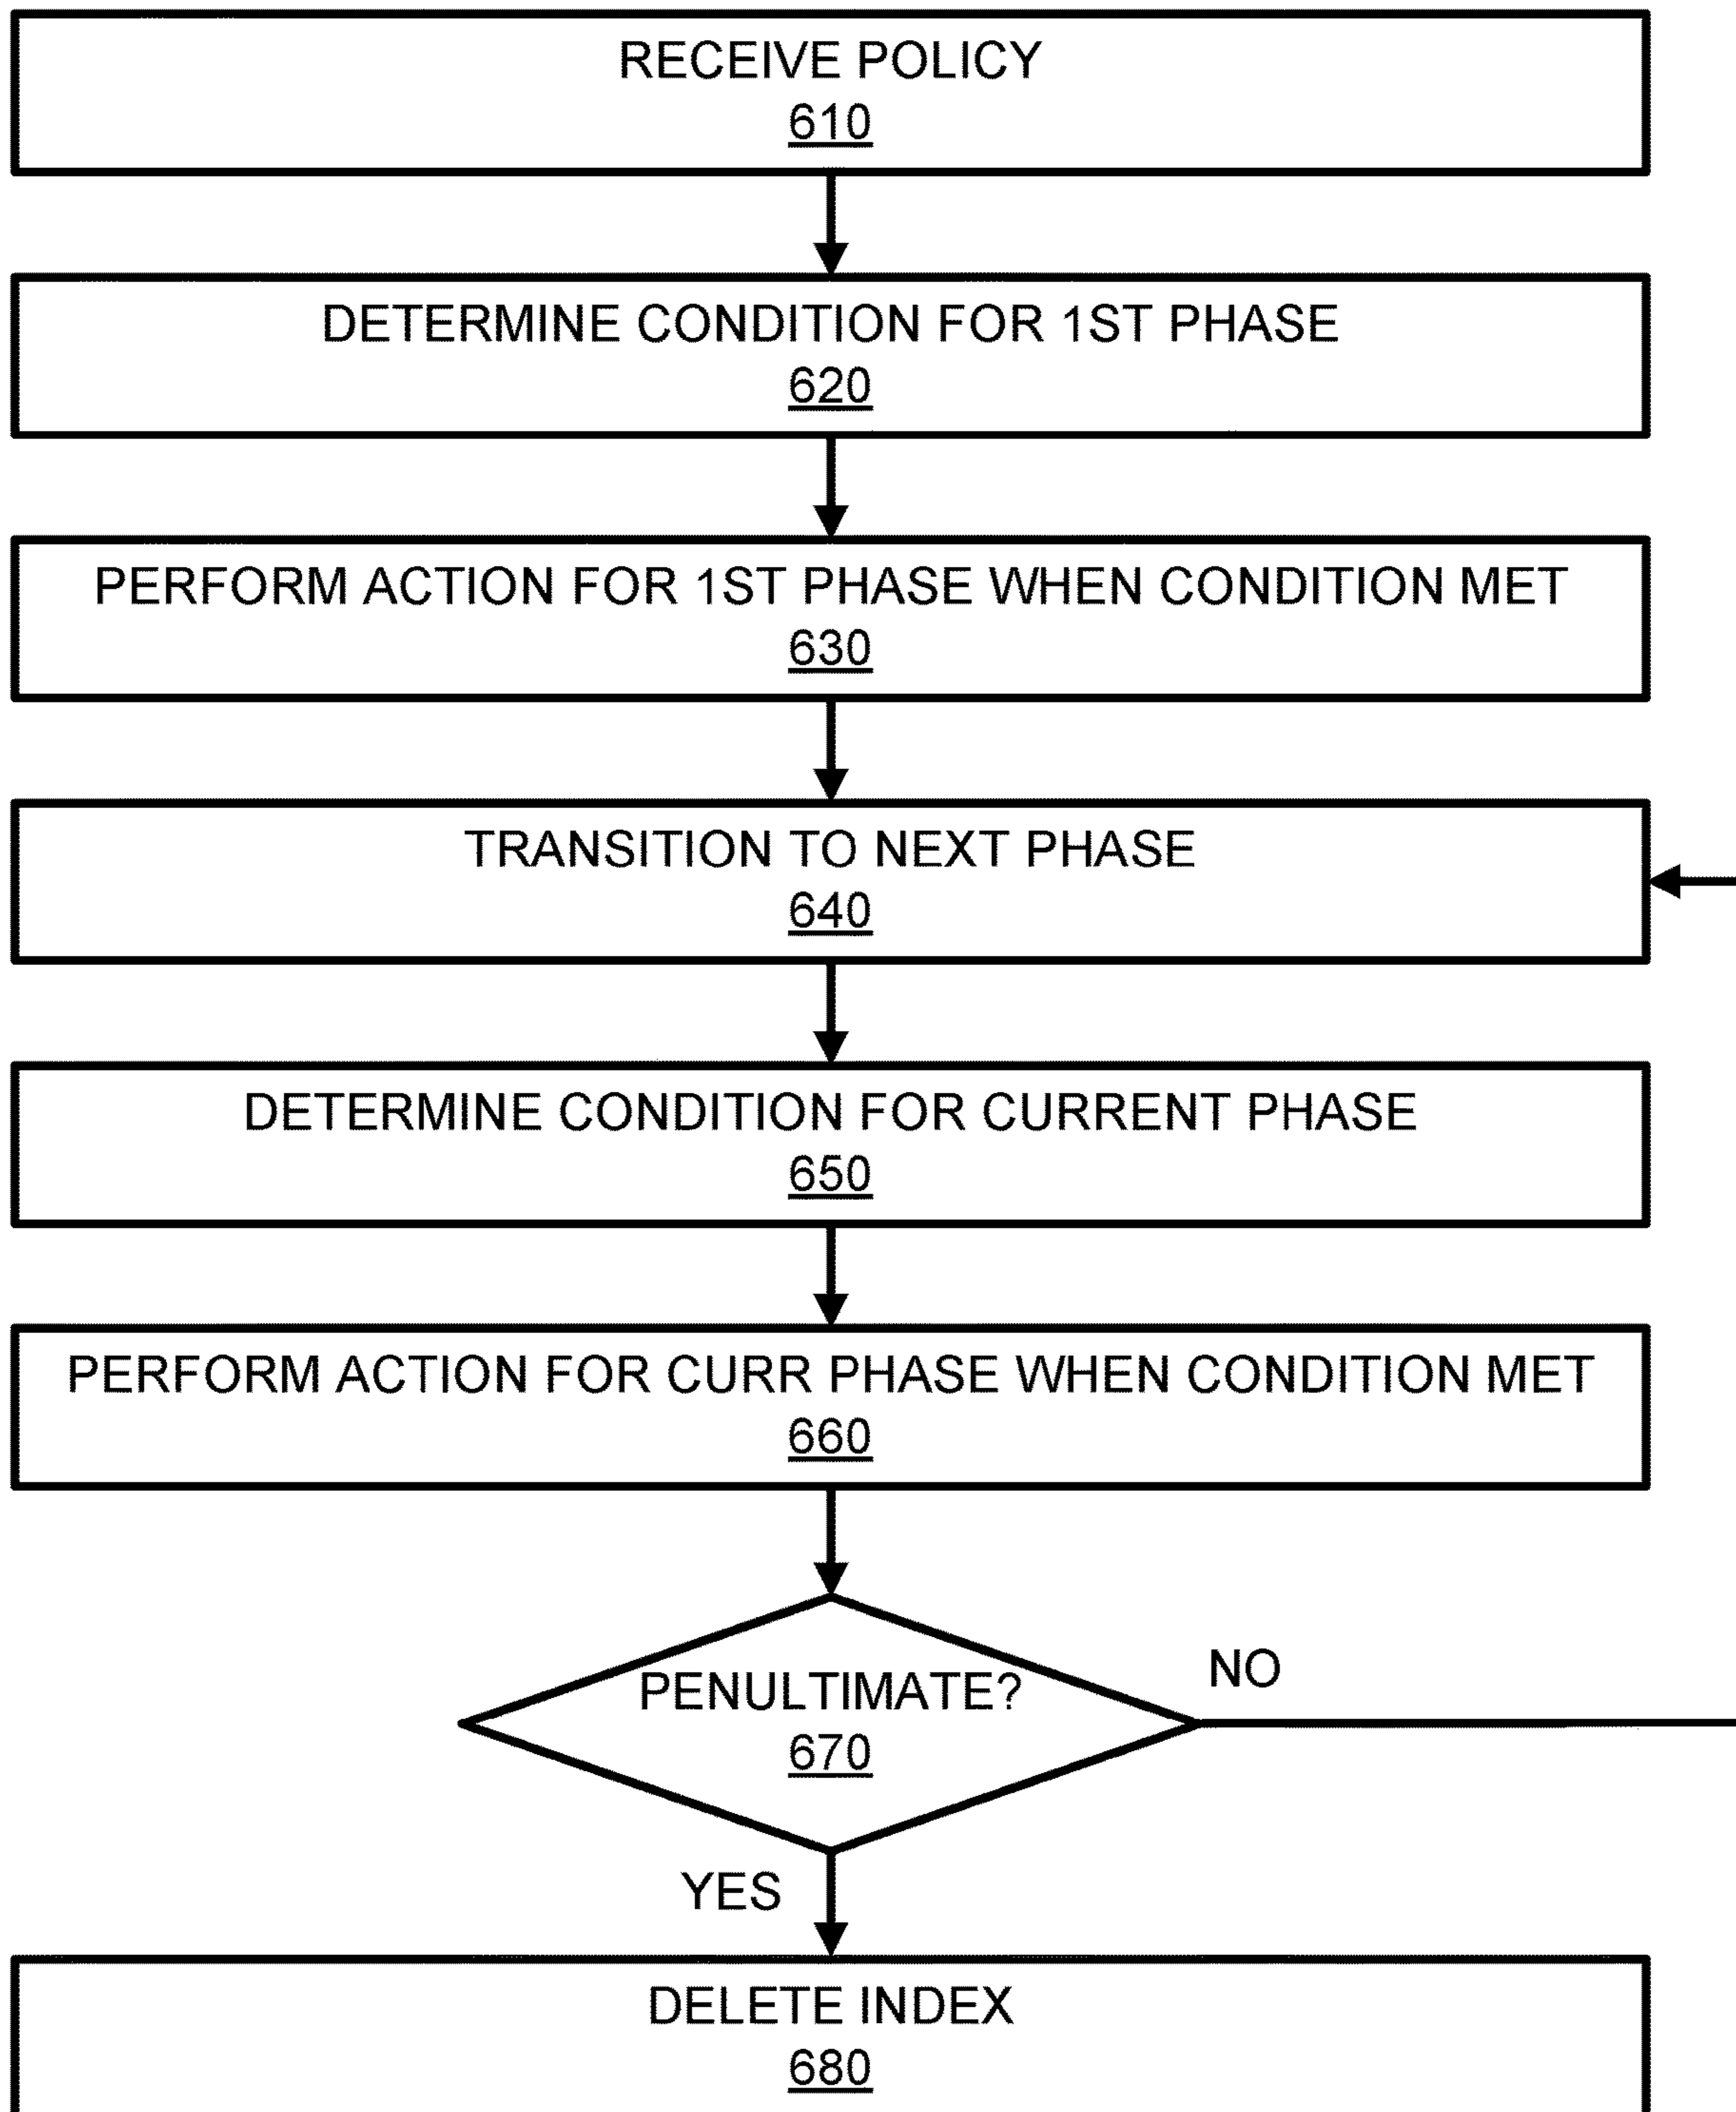 RECEIVE POLICY
610
DETERMINE CONDITION FOR 1ST PHASE
620
PERFORM ACTION FOR 1ST PHASE WHEN CONDITION MET
630
TRANSITION TO NEXT PHASE
640
DETERMINE CONDITION FOR CURRENT PHASE
650
PERFORM ACTION FOR CURR PHASE WHEN CONDITION MET
660
NO
PENULTIMATE?
670
YES
DELETE INDEX
680